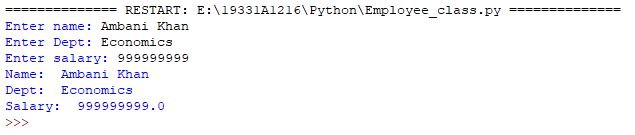 ============== RESTART: E:\19331A1216\Python\Employee_class.py ==============
Enter name: Ambani Khan
Enter Dept: Economics
Enter salary: 999999999
Name:  Ambani Khan
Dept:  Economics
Salary:  999999999.0
>>>